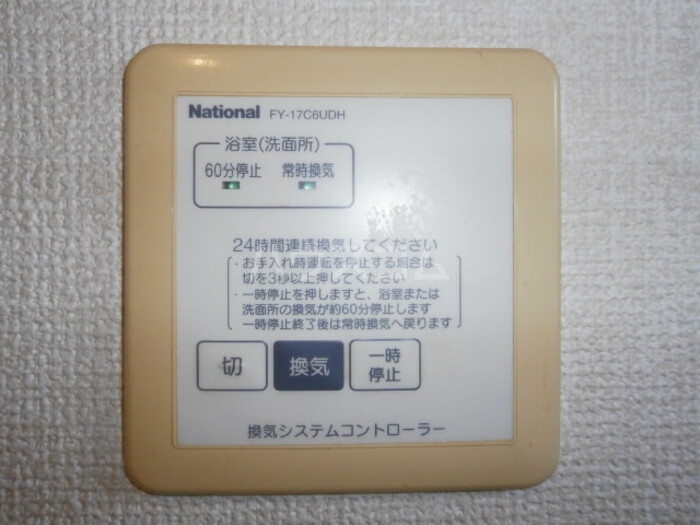 National FY-17C6UDH
浴室(洗面所)
60分停止 常時換気
24時間連続換気してください
・お手入れ時運転を停止する場合は
切を3秒以上押してください
・一時停止を押しますと、浴室または
洗面所の換気が約60分停止します
一時停止終了後は常時換気へ戻ります
切 換気 一時
停止
換気システムコントローラー